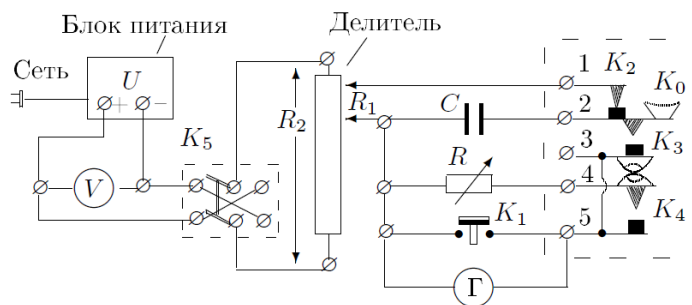 Блок питания
Делитель
Сеть
U
+ −
V
K5
R2
R1
C
R
K1
Г
1
2
3
4
5
K2
K0
K3
K4